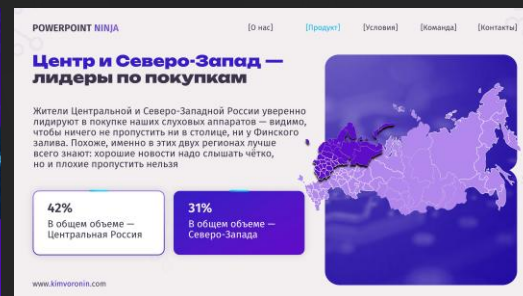 POWERPOINT NINJA
[О нас] [Продукт] [Условия] [Команда] [Контакты]
Центр и Северо-Запад —
лидеры по покупкам
Жители Центральной и Северо-Западной России уверенно
лидируют в покупке наших слуховых аппаратов — видимо,
чтобы ничего не пропустить ни в столице, ни у Финского
залива. Похоже, именно в этих двух регионах лучше
всего знают: хорошие новости надо слышать чётко,
но и плохие пропустить нельзя
42%
В общем объеме —
Центральная Россия
31%
В общем объеме —
Северо-Запада
www.kimvoronin.com